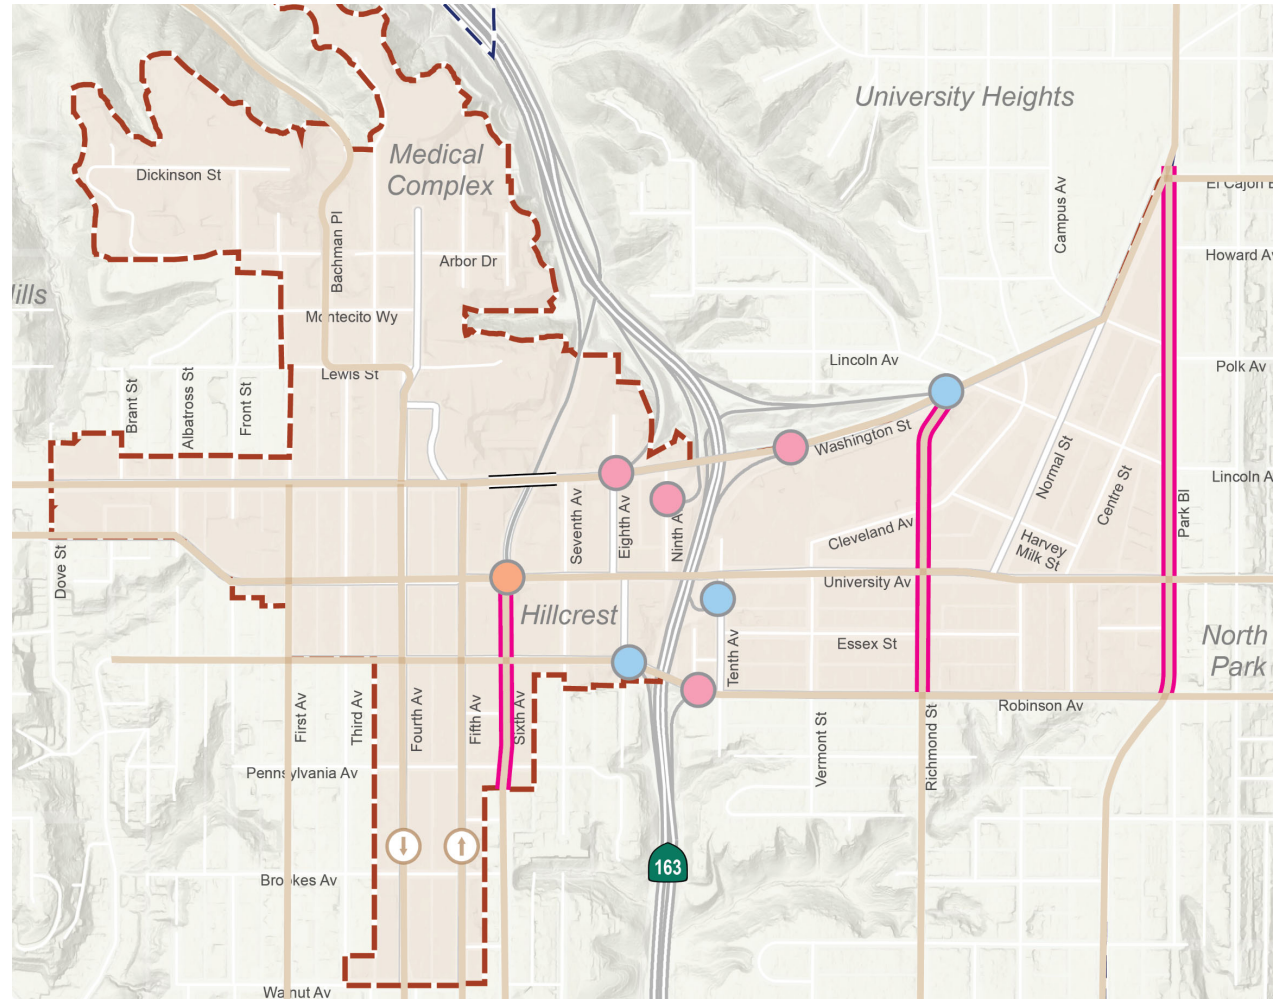 University Heights
Medical
Complex
Dickinson St
Campus Av
El Cajon B
Bachman Pl
Arbor Dr
Howard Av
ills
Montecito Wy
Lincoln Av
Polk Av
Lewis St
Brant St
Albatross St
Front St
Washington St
Normal St
Centre St
Lincoln A
Seventh Av
Eighth Av
Ninth A
Cleveland Av
Harvey
Milk St
Park Bl
Dove St
University Av
Hillcrest
Essex St
North
Park
Tenth Av
First Av
Third Av
Fourth Av
Fifth Av
Sixth Av
Robinson Av
Vermont St
Richmond St
Pennsylvania Av
163
Brookes Av
Walnut Av